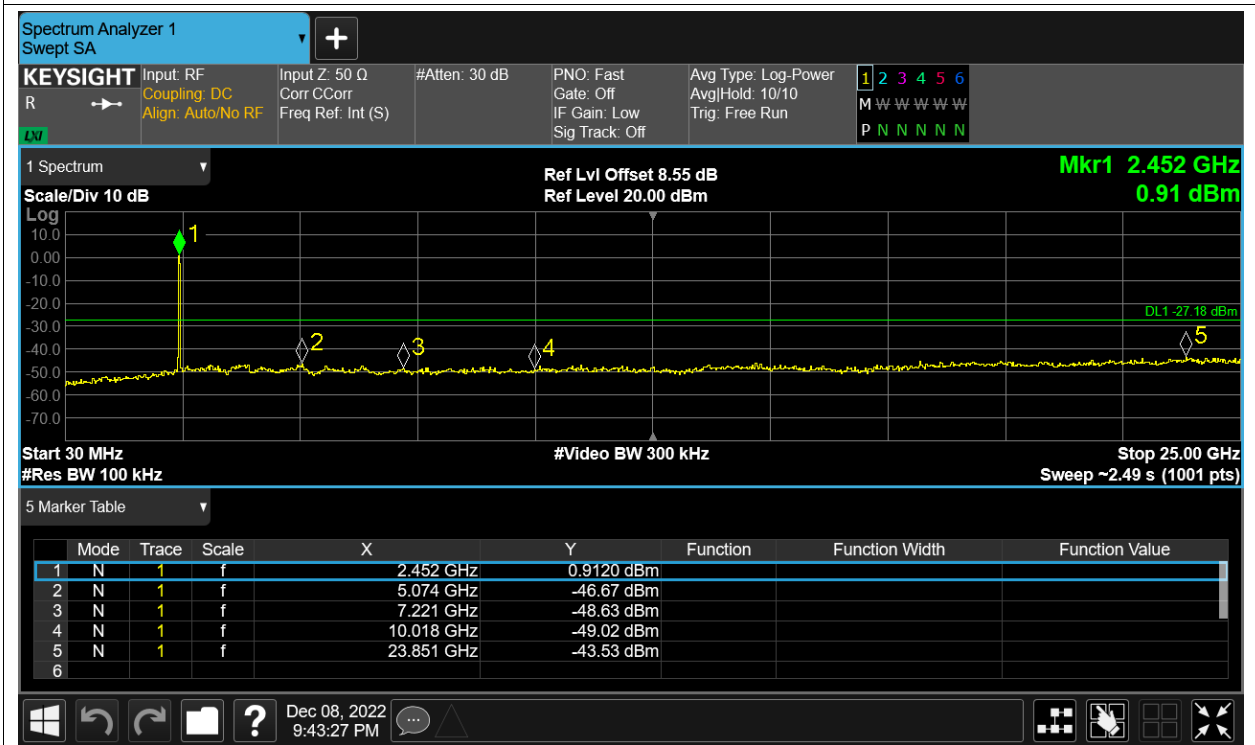 Spectrum Analyzer 1
Swept SA
KEYSIGHT
R
LXI
Input: RF
Coupling: DC
Align: Auto/No RF
Input Z: 50 Ω
Corr CCorr
Freq Ref: Int (S)
#Atten: 30 dB
PNO: Fast
Gate: Off
IF Gain: Low
Sig Track: Off
Avg Type: Log-Power
Avg|Hold: 10/10
Trig: Free Run
1 2 3 4 5 6
M W W W W W
P N N N N N
1 Spectrum
Scale/Div 10 dB
Ref Lvl Offset 8.55 dB
Ref Level 20.00 dBm
Mkr1 2.452 GHz
0.91 dBm
Log
10.0
0.00
-10.0
-20.0
-30.0
-40.0
-50.0
-60.0
-70.0
1
2
3
4
5
DL1 -27.18 dBm
Start 30 MHz
#Res BW 100 kHz
#Video BW 300 kHz
Stop 25.00 GHz
Sweep ~2.49 s (1001 pts)
5 Marker Table
Mode Trace Scale X Y Function Function Width Function Value
1 N 1 f 2.452 GHz 0.9120 dBm
2 N 1 f 5.074 GHz -46.67 dBm
3 N 1 f 7.221 GHz -48.63 dBm
4 N 1 f 10.018 GHz -49.02 dBm
5 N 1 f 23.851 GHz -43.53 dBm
6
?
Dec 08, 2022
9:43:27 PM